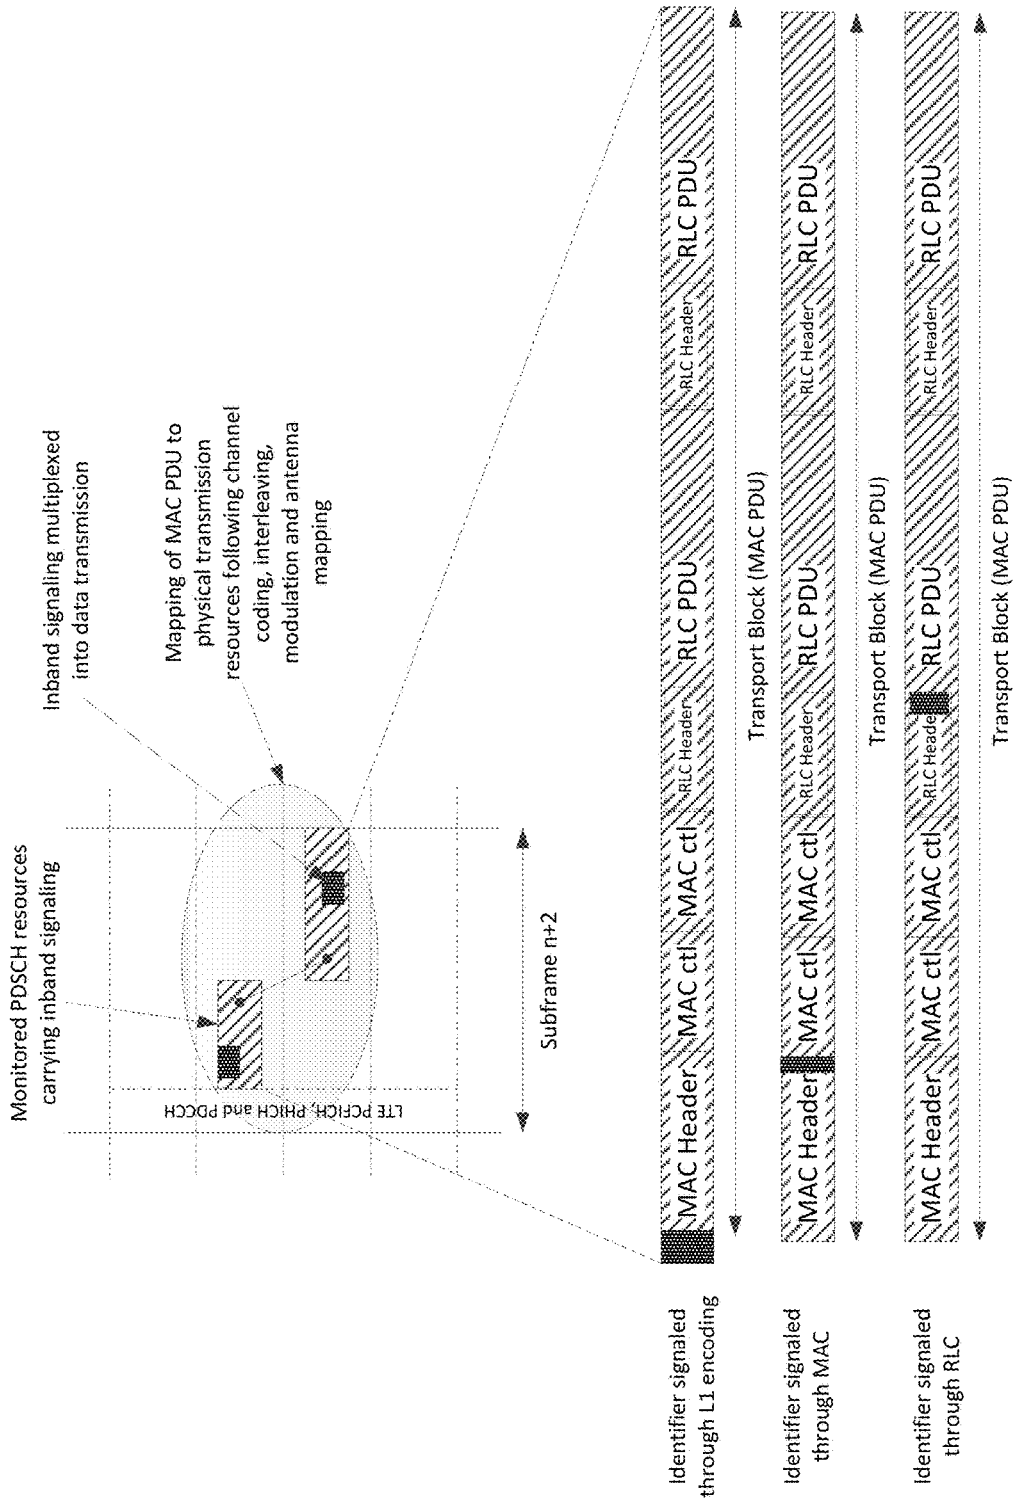 Monitored PDSCH resources
carrying inband signaling
Inband signaling multiplexed
into data transmission
Mapping of MAC PDU to
physical transmission
resources following channel
coding, interleaving,
modulation and antenna
mapping
LTE PCFICH, PHICH and PDCCH
Subframe n+2
Identifier signaled
through L1 encoding
MAC Header MAC ctl MAC ctl RLC Header RLC PDU RLC Header RLC PDU
Transport Block (MAC PDU)
Identifier signaled
through MAC
MAC Header MAC ctl MAC ctl RLC Header RLC PDU RLC Header RLC PDU
Transport Block (MAC PDU)
Identifier signaled
through RLC
MAC Header MAC ctl MAC ctl RLC Header RLC PDU RLC Header RLC PDU
Transport Block (MAC PDU)